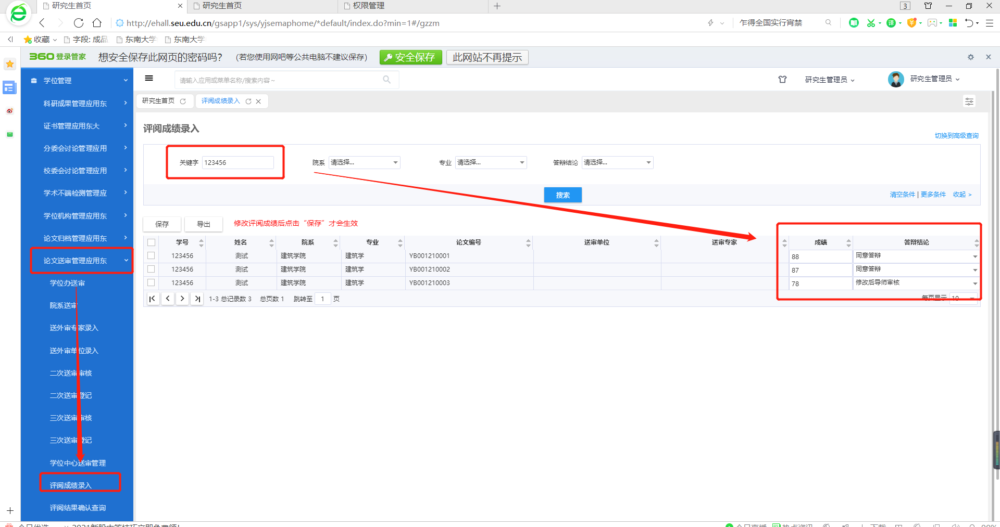 研究生首页
研究生首页
权限管理
3
http://ehall.seu.edu.cn/gsapp1/sys/yjsemaphome/*default/index.do?min=1#/gzzm
乍得全国实行宵禁
译
收藏
字段: 成品
东南大学
东南大学
360登录管家
想安全保存此网页的密码吗？
（若您使用网吧等公共电脑不建议保存）
安全保存
此网站不再提示
学位管理
科研成果管理应用东
证书管理应用东大
分委会讨论管理应用
校委会讨论管理应用
学术不端检测管理应
学位机构管理应用东
论文归档管理应用东
论文送审管理应用东
学位办送审
院系送审
送外审专家录入
送外审单位录入
二次送审审核
二次送审登记
三次送审审核
三次送审登记
学位中心送审管理
评阅成绩录入
评阅结果确认查询
请输入应用或菜单名称/搜索内容～
研究生管理员
研究生管理员
研究生首页
评阅成绩录入
评阅成绩录入
切换到高级查询
关键字 123456
院系 请选择...
专业 请选择...
答辩结论 请选择...
搜索
清空条件 | 更多条件 收起 >
保存
导出
修改评阅成绩后点击“保存”才会生效
学号 姓名 院系 专业 论文编号 送审单位 送审专家 成绩 答辩结论
123456 测试 建筑学院 建筑学 YB001210001 88 同意答辩
123456 测试 建筑学院 建筑学 YB001210002 87 同意答辩
123456 测试 建筑学院 建筑学 YB001210003 78 修改后导师审核
1-3 总记录数 3 总页数 1 跳转至 1 页
每页显示 10
今日优选
今日直播
热点资讯
下载
90%